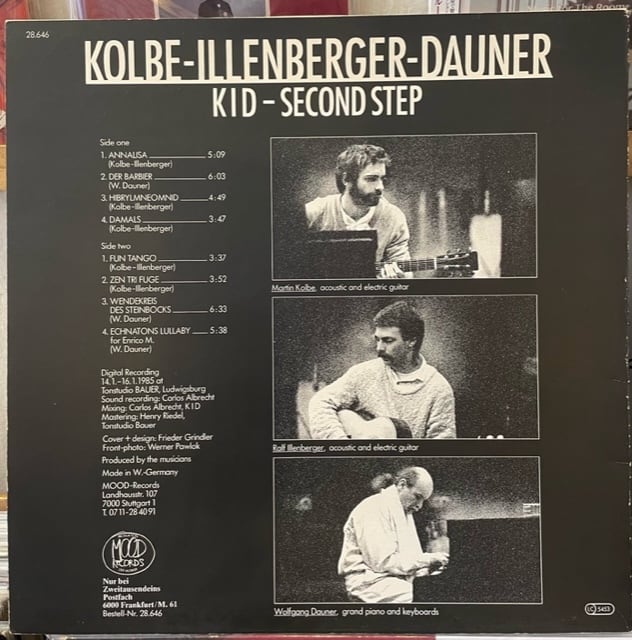 28.646
KOLBE-ILLENBERGER-DAUNER
KID – SECOND STEP
Side one
1. ANNALISA 5:09
(Kolbe-Illenberger)
2. DER BARBIER 6:03
(W. Dauner)
3. HIBRYLMNEOMNID 4:49
(Kolbe-Illenberger)
4. DAMALS 3:47
(Kolbe-Illenberger)
Side two
1. FUN TANGO 3:37
(Kolbe-Illenberger)
2. ZEN TRI FUGE 3:52
(Kolbe-Illenberger)
3. WENDEKREIS
DES STEINBOCKS 6:33
(W. Dauner)
4. ECHNATONS LULLABY 5:38
for Enrico M.
(W. Dauner)
Digital Recording
14.1.–16.1.1985 at
Tonstudio BAUER, Ludwigsburg
Sound recording: Carlos Albrecht
Mixing: Carlos Albrecht, KID
Mastering: Henry Riedel,
Tonstudio Bauer
Cover + design: Frieder Grindler
Front-photo: Werner Pawlok
Produced by the musicians
Made in W.-Germany
MOOD-Records
Landhausstr. 107
7000 Stuttgart 1
T. 0711-284091
MOOD
RECORDS
Nur bei
Zweitausendeins
Postfach
6000 Frankfurt/M. 61
Bestell-Nr. 28.646
Martin Kolbe, acoustic and electric guitar
Ralf Illenberger, acoustic and electric guitar
Wolfgang Dauner, grand piano and keyboards
LC 5453